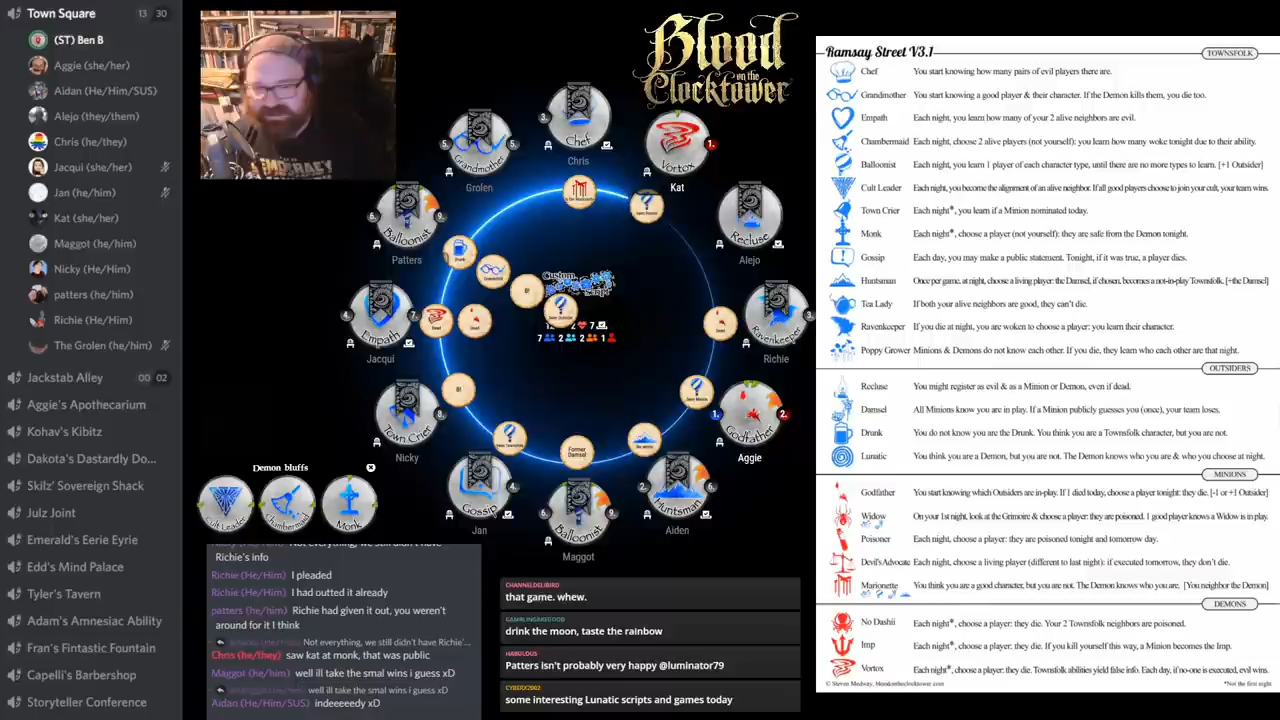 Town Square
13
30
(ST) Ben B
Aggie (she/her)
Aidan (He/Him/SUS)
Alejo (they/them)
Chris (he/they)
Jacqui (she/her)
Jan (he/him)
Kat (she/her)
Maggot (he/him)
Nicky (He/Him)
patters (he/him)
Richie (He/Him)
The Grolen (he/him)
Jackstab Alley
00
02
Aggie's Apothecarium
Kohav's Kibitz
Dakota's Dastardly Do...
Skilz' Sovereign Shack
Julz Joint
Emerald's Eerie Eyrie
Edd's Mind Palace
Tyler's Tavern
Adam's Amnesiac Ability
Fraim's Fintastic Fountain
Calm's Cumberbatch
Storyteller Conference
Blood
on the
Clocktower
Chef
Chris
Grandmother
Grolen
Vortox
Kat
Balloonist
Patters
Recluse
Alejo
Empath
Jacqui
Ravenkeeper
Richie
Town Crier
Nicky
Godfather
Aggie
Gossip
Jan
Balloonist
Maggot
Huntsman
Aiden
Former
Damsel
Drunk
Dead
Dead
Dead
Demon bluffs
Cult Leader
Chambermaid
Monk
Richie's info
Richie (He/Him) I pleaded
Richie (He/Him) I had outted it already
patters (he/him) Richie had given it out, you weren't
around for it I think
Not everything, we still didn't have Richie'...
Chris (he/they) saw kat at monk, that was public
Maggot (he/him) well ill take the smal wins i guess xD
well ill take the smal wins i guess xD
Aidan (He/Him/SUS) indeeeedy xD
CHANNELDELIBIRD
that game. whew.
drink the moon, taste the rainbow
HABULOUS
Patters isn't probably very happy @luminator79
CYBERX2002
some interesting Lunatic scripts and games today
Ramsay Street V3.1
TOWNSFOLK
Chef You start knowing how many pairs of evil players there are.
Grandmother You start knowing a good player & their character. If the Demon kills them, you die too.
Empath Each night, you learn how many of your 2 alive neighbors are evil.
Chambermaid Each night, choose 2 alive players (not yourself): you learn how many woke tonight due to their ability.
Balloonist Each night, you learn 1 player of each character type, until there are no more types to learn. [+1 Outsider]
Cult Leader Each night, you become the alignment of an alive neighbor. If all good players choose to join your cult, your team wins.
Town Crier Each night*, you learn if a Minion nominated today.
Monk Each night*, choose a player (not yourself): they are safe from the Demon tonight.
Gossip Each day, you may make a public statement. Tonight, if it was true, a player dies.
Huntsman Once per game, at night, choose a living player: the Damsel, if chosen, becomes a not-in-play Townsfolk. [+the Damsel]
Tea Lady If both your alive neighbors are good, they can't die.
Ravenkeeper If you die at night, you are woken to choose a player: you learn their character.
Poppy Grower Minions & Demons do not know each other. If you die, they learn who each other are that night.
OUTSIDERS
Recluse You might register as evil & as a Minion or Demon, even if dead.
Damsel All Minions know you are in play. If a Minion publicly guesses you (once), your team loses.
Drunk You do not know you are the Drunk. You think you are a Townsfolk character, but you are not.
Lunatic You think you are a Demon, but you are not. The Demon knows who you are & who you choose at night.
MINIONS
Godfather You start knowing which Outsiders are in-play. If 1 died today, choose a player tonight: they die. [-1 or +1 Outsider]
Widow On your 1st night, look at the Grimoire & choose a player: they are poisoned. 1 good player knows a Widow is in play.
Poisoner Each night, choose a player: they are poisoned tonight and tomorrow day.
Devil's Advocate Each night, choose a living player (different to last night): if executed tomorrow, they don't die.
Marionette You think you are a good character, but you are not. The Demon knows who you are. [You neighbor the Demon]
DEMONS
No Dashii Each night*, choose a player: they die. Your 2 Townsfolk neighbors are poisoned.
Imp Each night*, choose a player: they die. If you kill yourself this way, a Minion becomes the Imp.
Vortox Each night*, choose a player: they die. Townsfolk abilities yield false info. Each day, if no-one is executed, evil wins.
© Steven Medway, bloodontheclocktower.com
*Not the first night